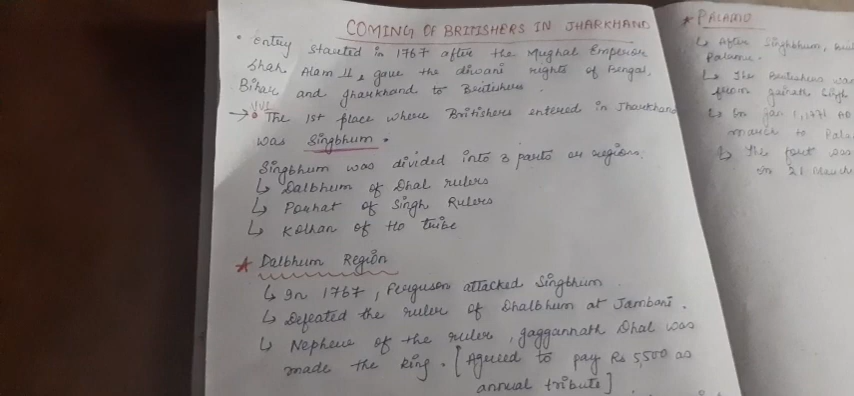 COMING OF BRITISHERS IN JHARKHAND
• entry started in 1767 after the Mughal Emperor
Shah Alam II, gave the diwani rights of Bengal,
Bihar and Jharkhand to Britishers.
VVI
→ • The 1st place where Britishers entered in Jharkhand
was Singbhum.
Singbhum was divided into 3 parts or regions.
↳ Dalbhum of Dhal rulers
↳ Porhat of Singh Rulers
↳ Kolhan of Ho tribe
★ Dalbhum Region
↳ In 1767, Ferguson attacked Singbhum
↳ Defeated the ruler of Dhalbhum at Jambani.
↳ Nephew of the ruler, Jaggannath Dhal was
made the king. [Agreed to pay Rs 5,500 as
annual tribute]
★ PALAMU
↳ After Singhbhum,
Palamu.
↳ The Britishers
from
↳ In Jan 1, 1771 AD
march to
↳ The fort was
in 21 March